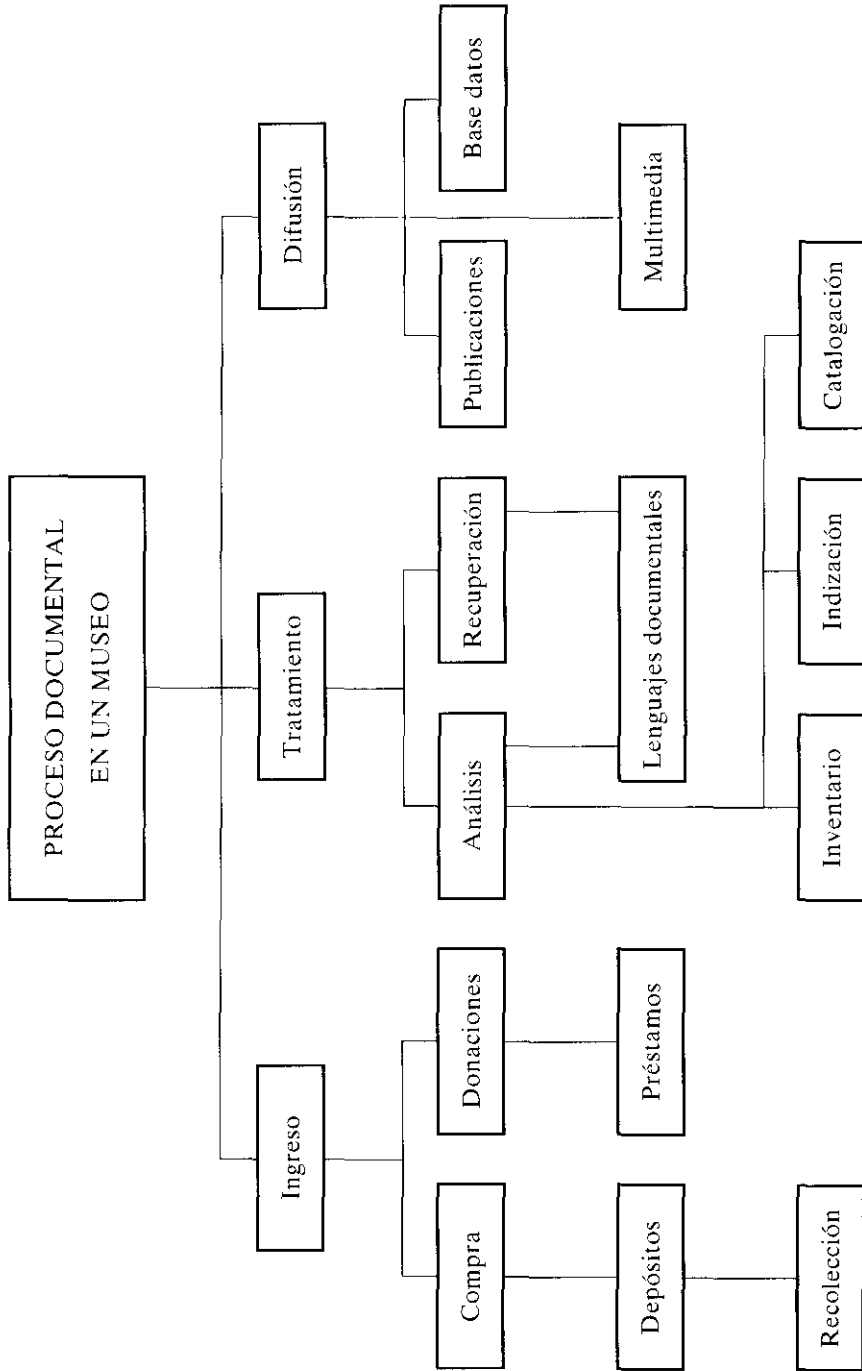 PROCESO DOCUMENTAL
EN UN MUSEO
Ingreso
Tratamiento
Difusión
Compra
Donaciones
Análisis
Recuperación
Publicaciones
Base datos
Depósitos
Préstamos
Lenguajes documentales
Multimedia
Recolección
Inventario
Indización
Catalogación